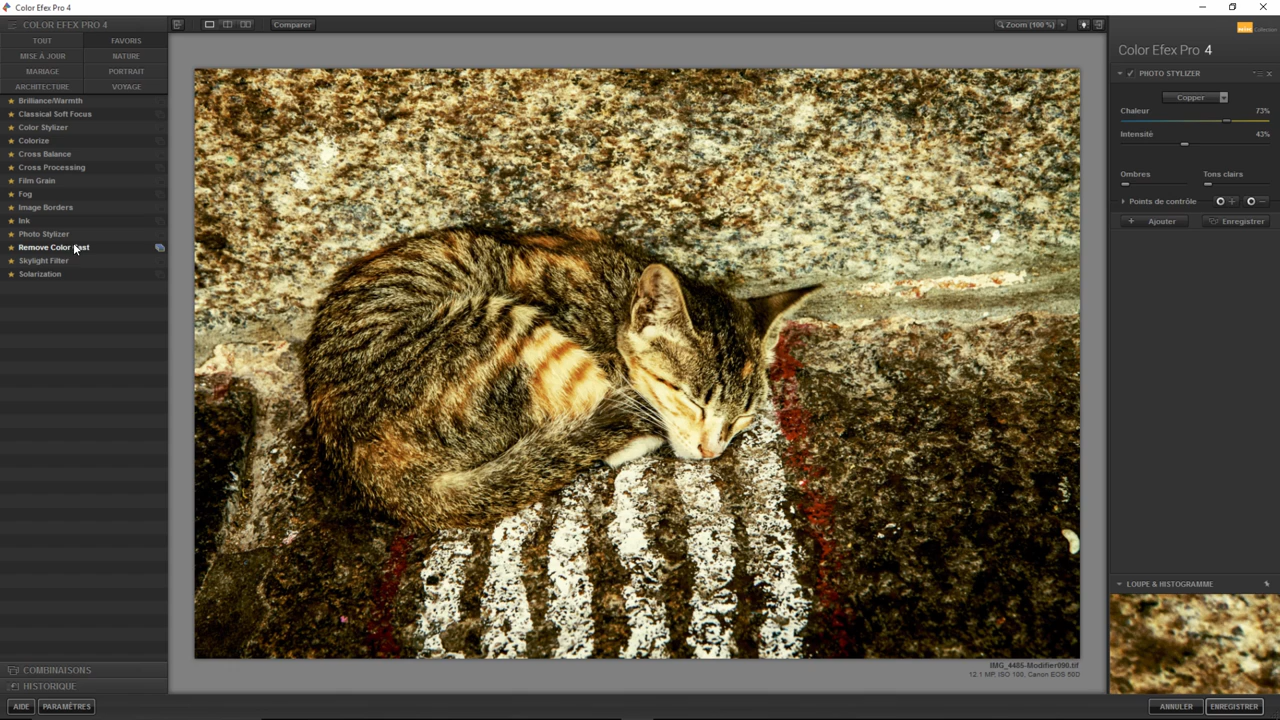 Color Efex Pro 4
COLOR EFEX PRO 4
Comparer
Zoom (100 %)
TOUT
FAVORIS
MISE À JOUR
NATURE
MARIAGE
PORTRAIT
ARCHITECTURE
VOYAGE
Brilliance/Warmth
Classical Soft Focus
Color Stylizer
Colorize
Cross Balance
Cross Processing
Film Grain
Fog
Image Borders
Ink
Photo Stylizer
Remove Color
Skylight Filter
Solarization
COMBINAISONS
HISTORIQUE
AIDE
PARAMÈTRES
IMG_4485-Modifier090.tif
12.1 MP, ISO 100, Canon EOS 50D
Collection
Color Efex Pro 4
PHOTO STYLIZER
Copper
Chaleur 73%
Intensité 43%
Ombres Tons clairs
Points de contrôle
Ajouter Enregistrer
LOUPE & HISTOGRAMME
ANNULER ENREGISTRER